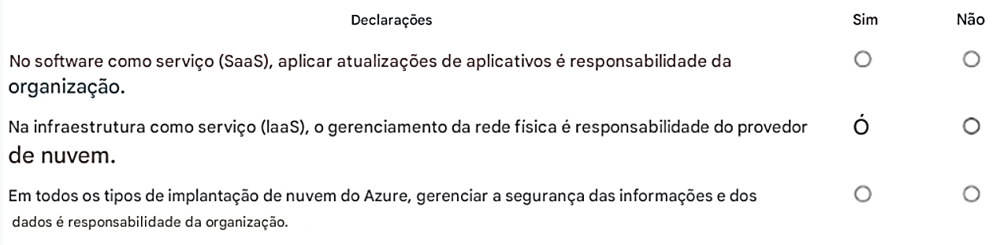 Declarações Sim Não
No software como serviço (SaaS), aplicar atualizações de aplicativos é responsabilidade da
organização.
Na infraestrutura como serviço (IaaS), o gerenciamento da rede física é responsabilidade do provedor Ó
de nuvem.
Em todos os tipos de implantação de nuvem do Azure, gerenciar a segurança das informações e dos
dados é responsabilidade da organização.